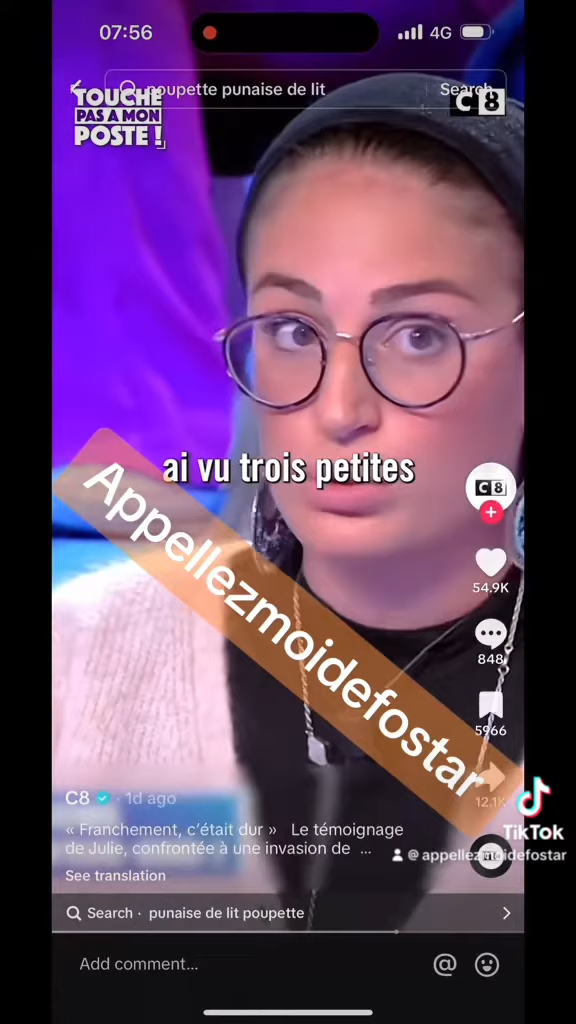 07:56
4G
poupette punaise de lit
Search
TOUCHE
PAS A MON
POSTE !
C8
ai vu trois petites
Appellezmoidefostar
C8
54.9K
848
5966
12.1K
C8 · 1d ago
« Franchement, c'était dur » Le témoignage
de Julie, confrontée à une invasion de ...
See translation
TikTok
@appellezmoidefostar
Search · punaise de lit poupette
Add comment...
@